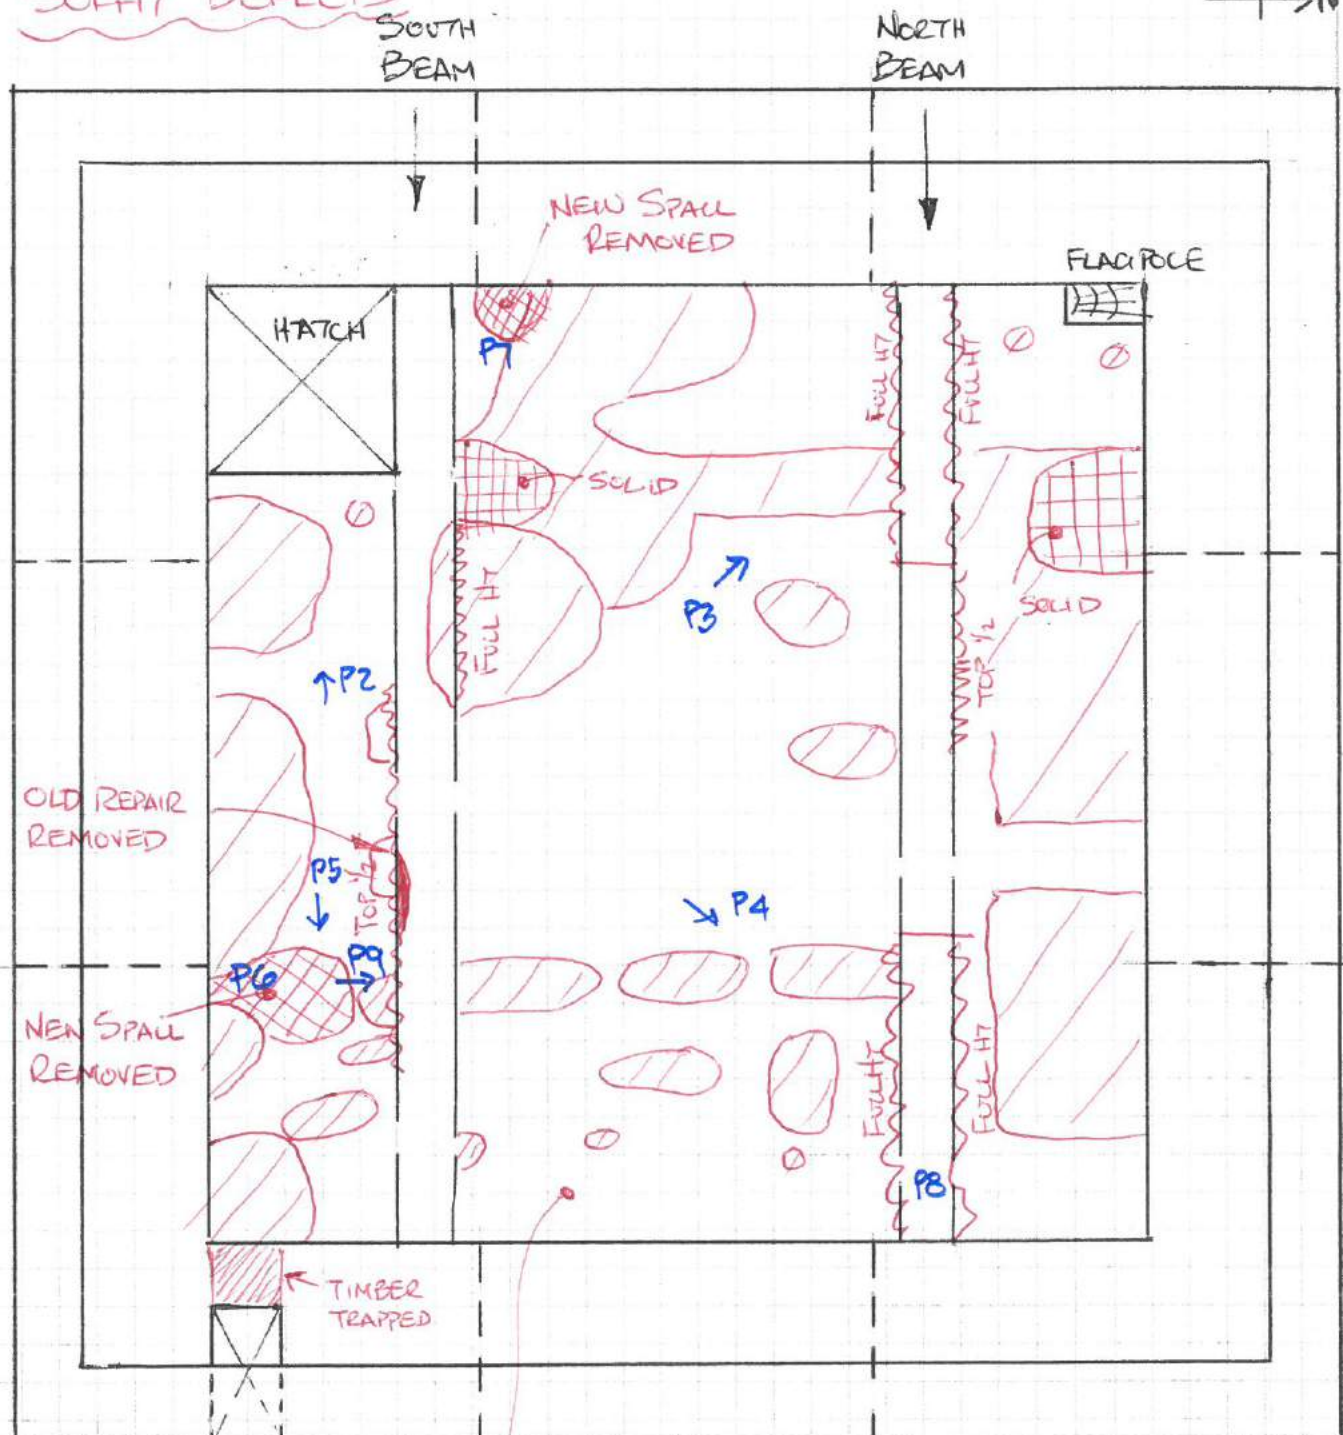 SOFFIT DEFECTS
N
SOUTH
BEAM
NORTH
BEAM
NEW SPALL
REMOVED
FLAGPOLE
HATCH
P7
FULL HT
FULL HT
SOLID
FULL HT
P3
SOLID
TOP 1/2
P2
OLD REPAIR
REMOVED
P5
TOP 1/2
P4
P9
P6
NEW SPALL
REMOVED
FULL HT
FULL HT
P8
TIMBER
TRAPPED